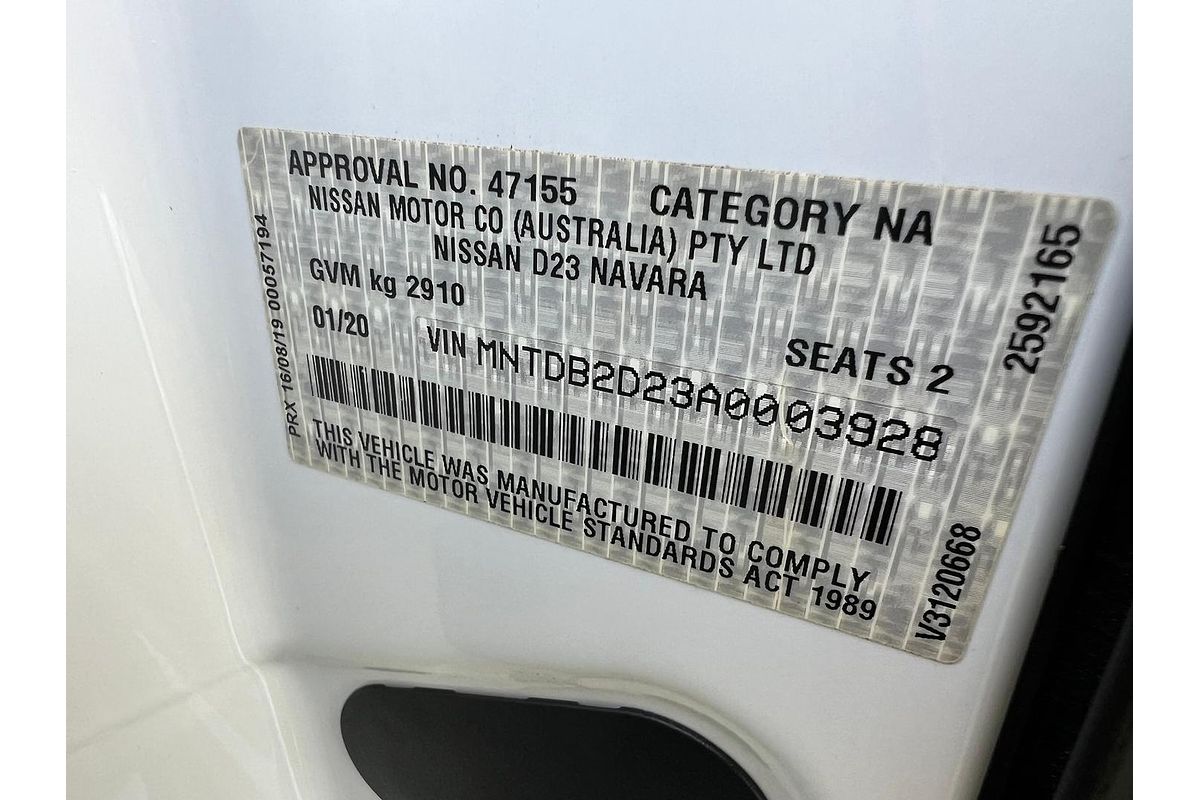 APPROVAL NO. 47155 CATEGORY NA
NISSAN MOTOR CO (AUSTRALIA) PTY LTD
NISSAN D23 NAVARA
GVM kg 2910
01/20 SEATS 2
VIN MNTDB2D23A0003928
THIS VEHICLE WAS MANUFACTURED TO COMPLY
WITH THE MOTOR VEHICLE STANDARDS ACT 1989
PRX 16/08/19 00057194
2592165
V3120668